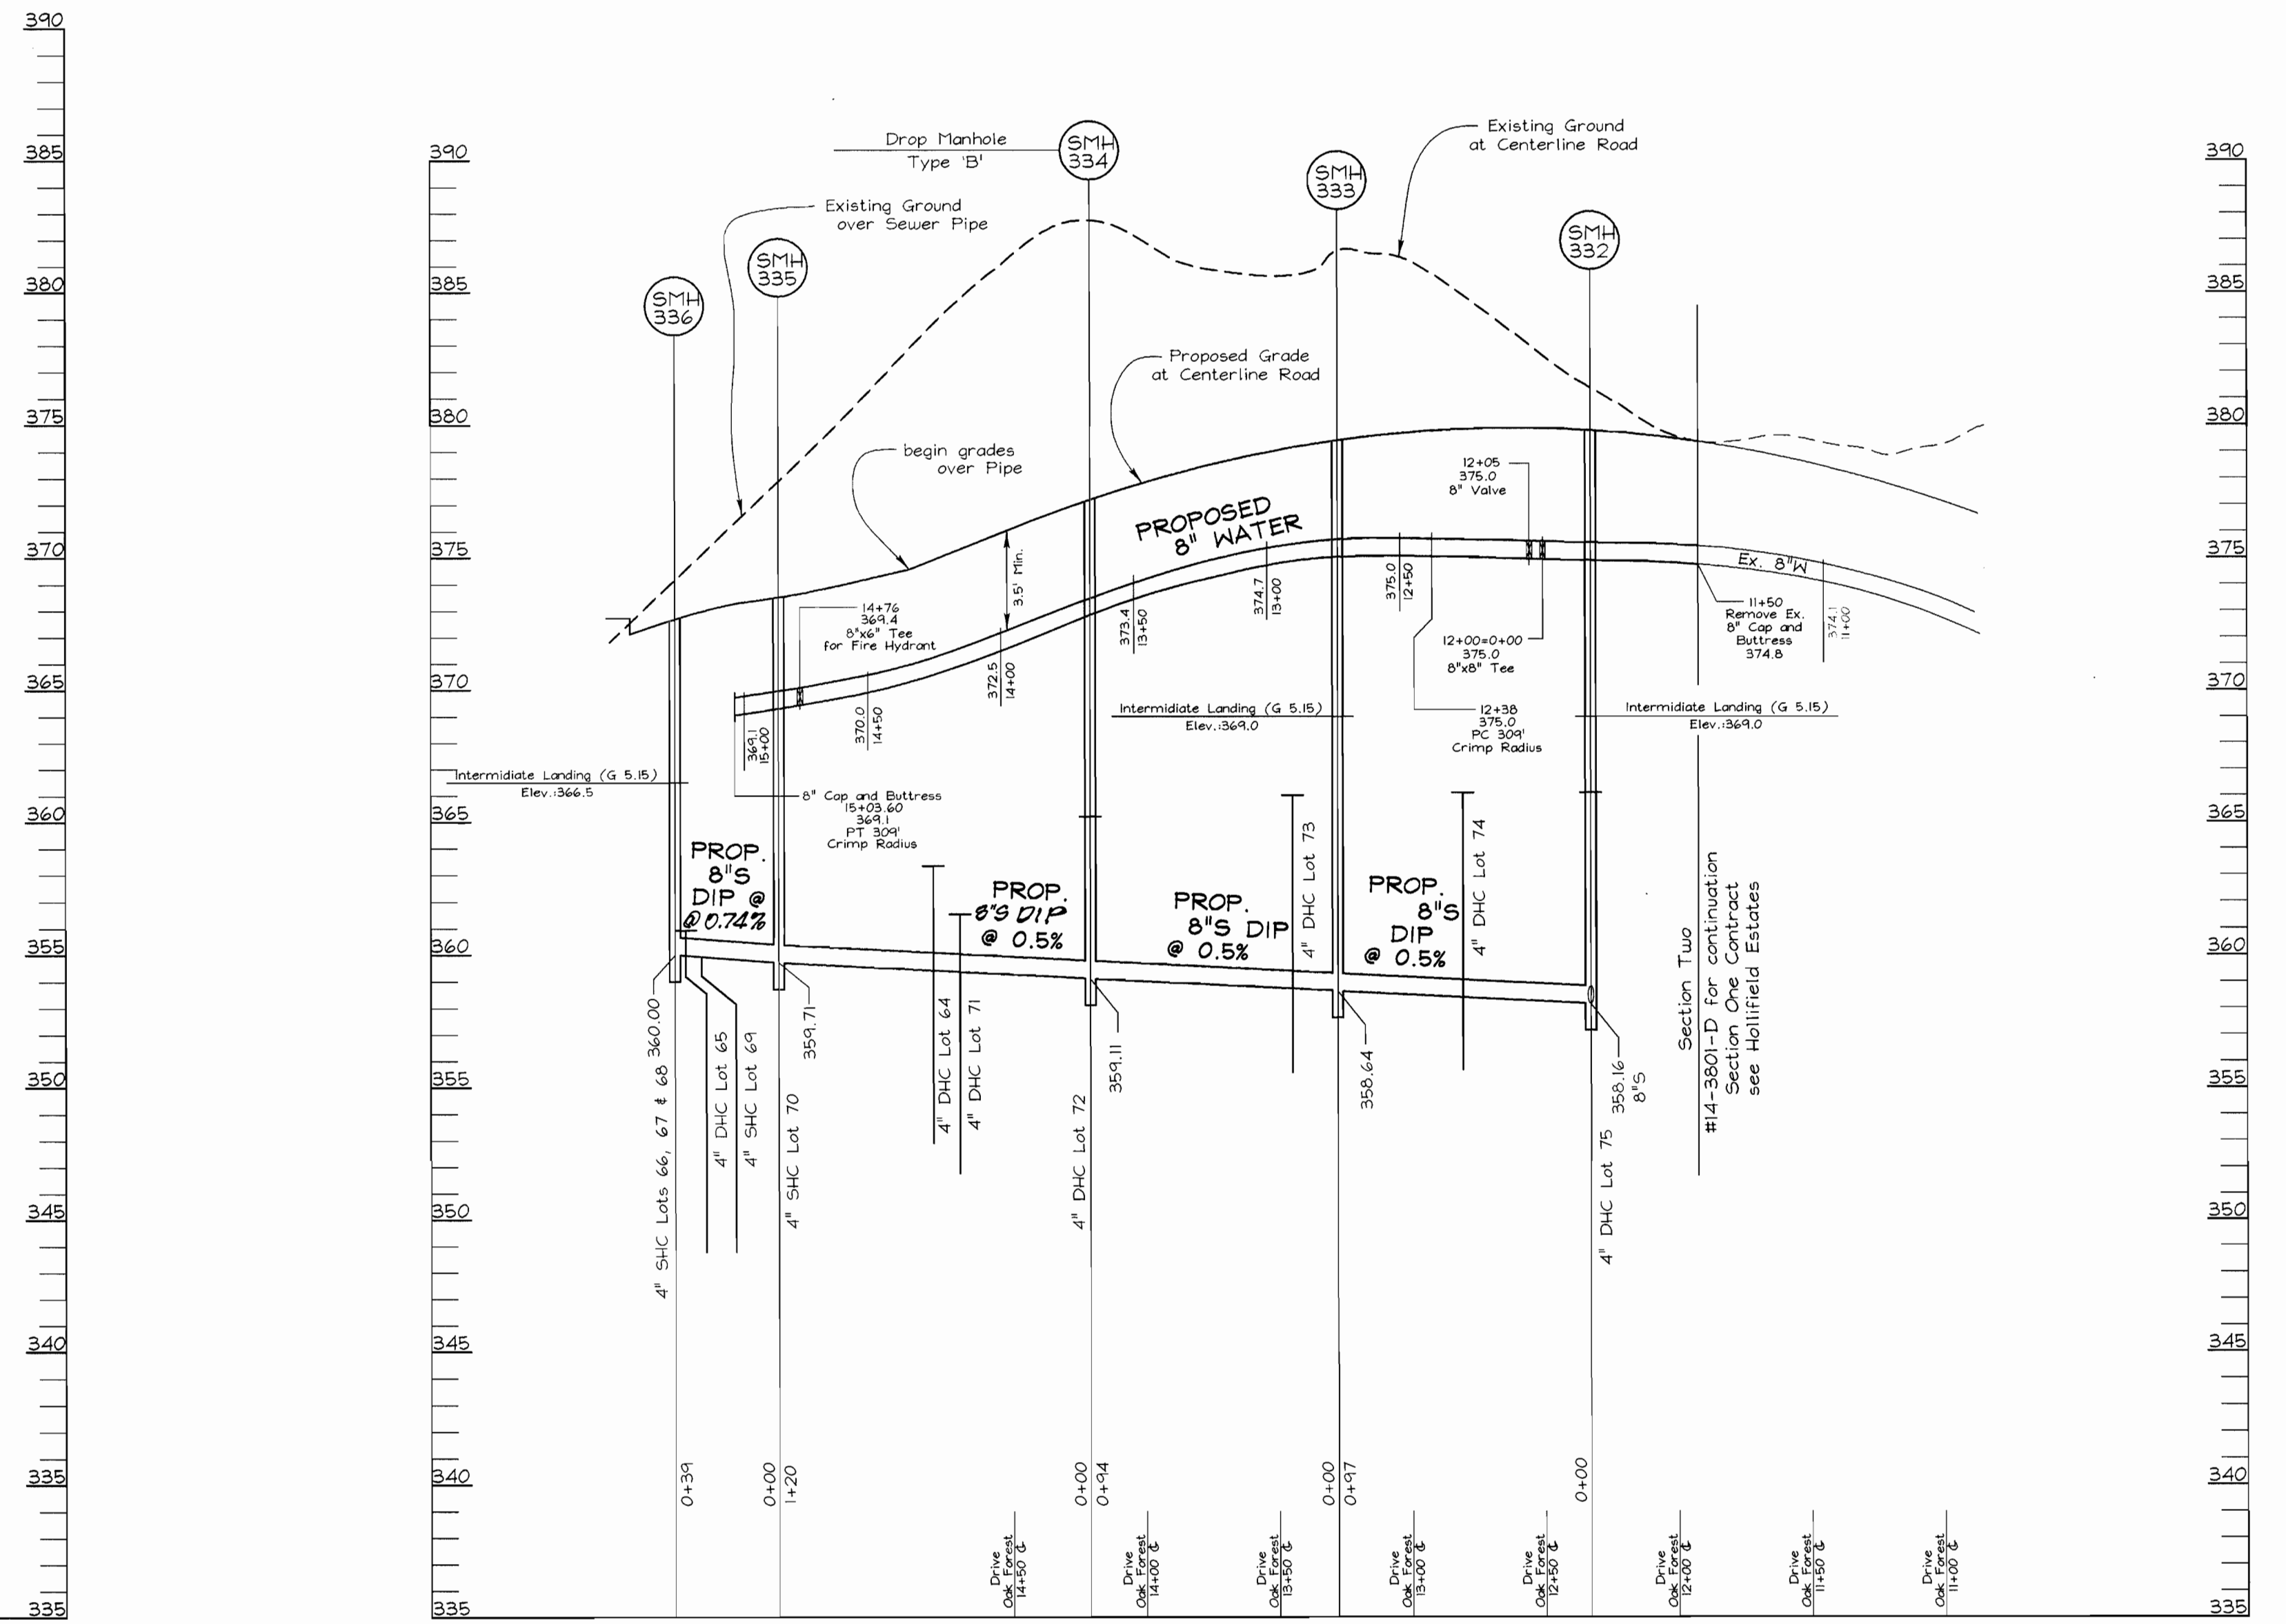 390
385
380
375
370
365
360
355
350
345
340
335
335
390
385
380
375
370
365
360
355
350
345
340
335
390
385
380
375
370
365
360
355
350
345
340
335
Drop Manhole
Type 'B'
SMH
334
SMH
333
SMH
332
SMH
335
SMH
336
Existing Ground
at Centerline Road
Existing Ground
over Sewer Pipe
Proposed Grade
at Centerline Road
begin grades
over Pipe
12+05
375.0
8" Valve
PROPOSED
8" WATER
3.5' Min.
Ex. 8"W
14+76
369.4
8"x6" Tee
for Fire Hydrant
369.1
15+00
370.0
14+50
372.5
14+00
373.4
13+50
374.7
13+00
375.0
12+50
12+00=0+00
375.0
8"x8" Tee
11+50
Remove Ex.
8" Cap and
Buttress
374.8
374.1
11+00
12+38
375.0
PC 309'
Crimp Radius
Intermidiate Landing (G 5.15)
Elev.:369.0
Intermidiate Landing (G 5.15)
Elev.:369.0
Intermidiate Landing (G 5.15)
Elev.:366.5
8" Cap and Buttress
15+03.60
369.1
PT 309'
Crimp Radius
PROP.
8"S
DIP @
@ 0.74%
PROP.
8"S DIP
@ 0.5%
PROP.
8"S DIP
@ 0.5%
PROP.
8"S
DIP
@ 0.5%
4" DHC Lot 73
4" DHC Lot 74
4" SHC Lots 66, 67 & 68 360.00
4" DHC Lot 65
4" SHC Lot 69
359.71
4" SHC Lot 70
4" DHC Lot 64
4" DHC Lot 71
359.11
4" DHC Lot 72
358.64
358.16
8"S
4" DHC Lot 75
Section Two
#14-3801-D for continuation
Section One Contract
see Hollifield Estates
0+39
0+00
1+20
0+00
0+94
0+00
0+97
0+00
Drive
Oak Forest
14+50 ℄
Drive
Oak Forest
14+00 ℄
Drive
Oak Forest
13+50 ℄
Drive
Oak Forest
13+00 ℄
Drive
Oak Forest
12+50 ℄
Drive
Oak Forest
12+00 ℄
Drive
Oak Forest
11+50 ℄
Drive
Oak Forest
11+00 ℄